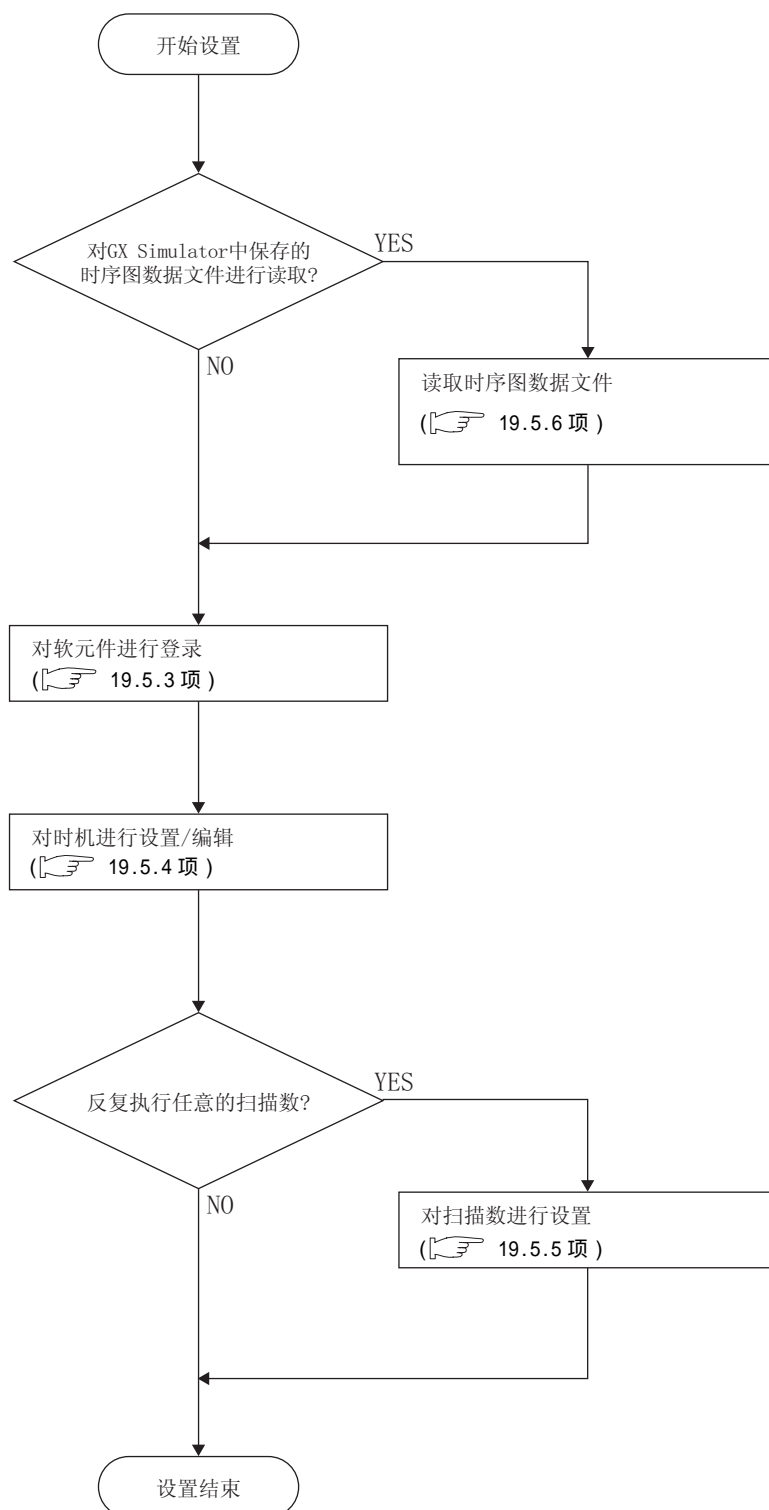 开始设置
对GX Simulator中保存的
时序图数据文件进行读取?
YES
NO
读取时序图数据文件
( 19.5.6 项 )
对软元件进行登录
( 19.5.3 项 )
对时机进行设置/编辑
( 19.5.4 项 )
反复执行任意的扫描数?
YES
NO
对扫描数进行设置
( 19.5.5 项 )
设置结束